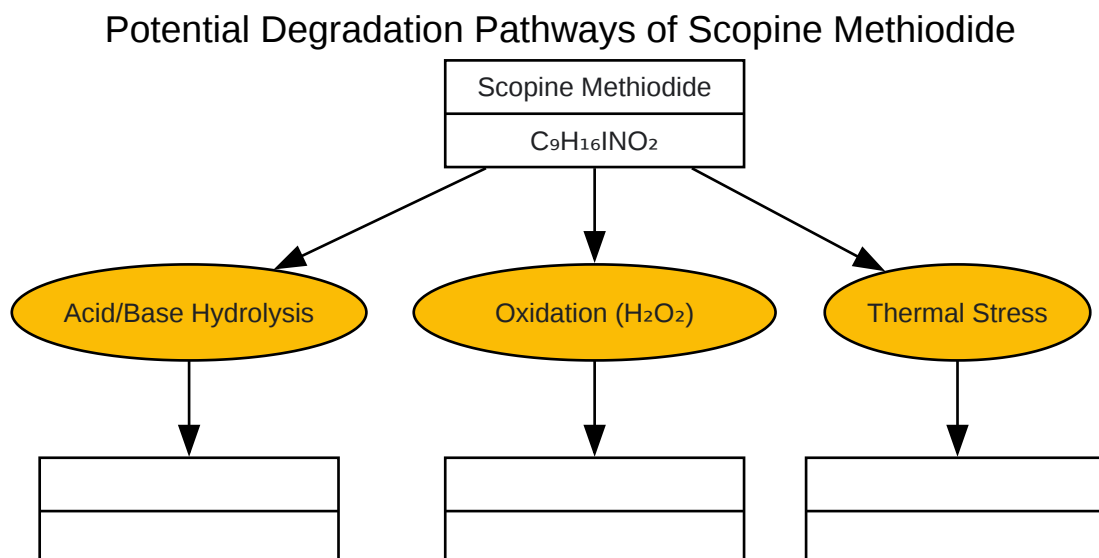 Potential Degradation Pathways of Scopine Methiodide
Scopine Methiodide
C₉H₁₆INO₂
Acid/Base Hydrolysis
Oxidation (H₂O₂)
Thermal Stress